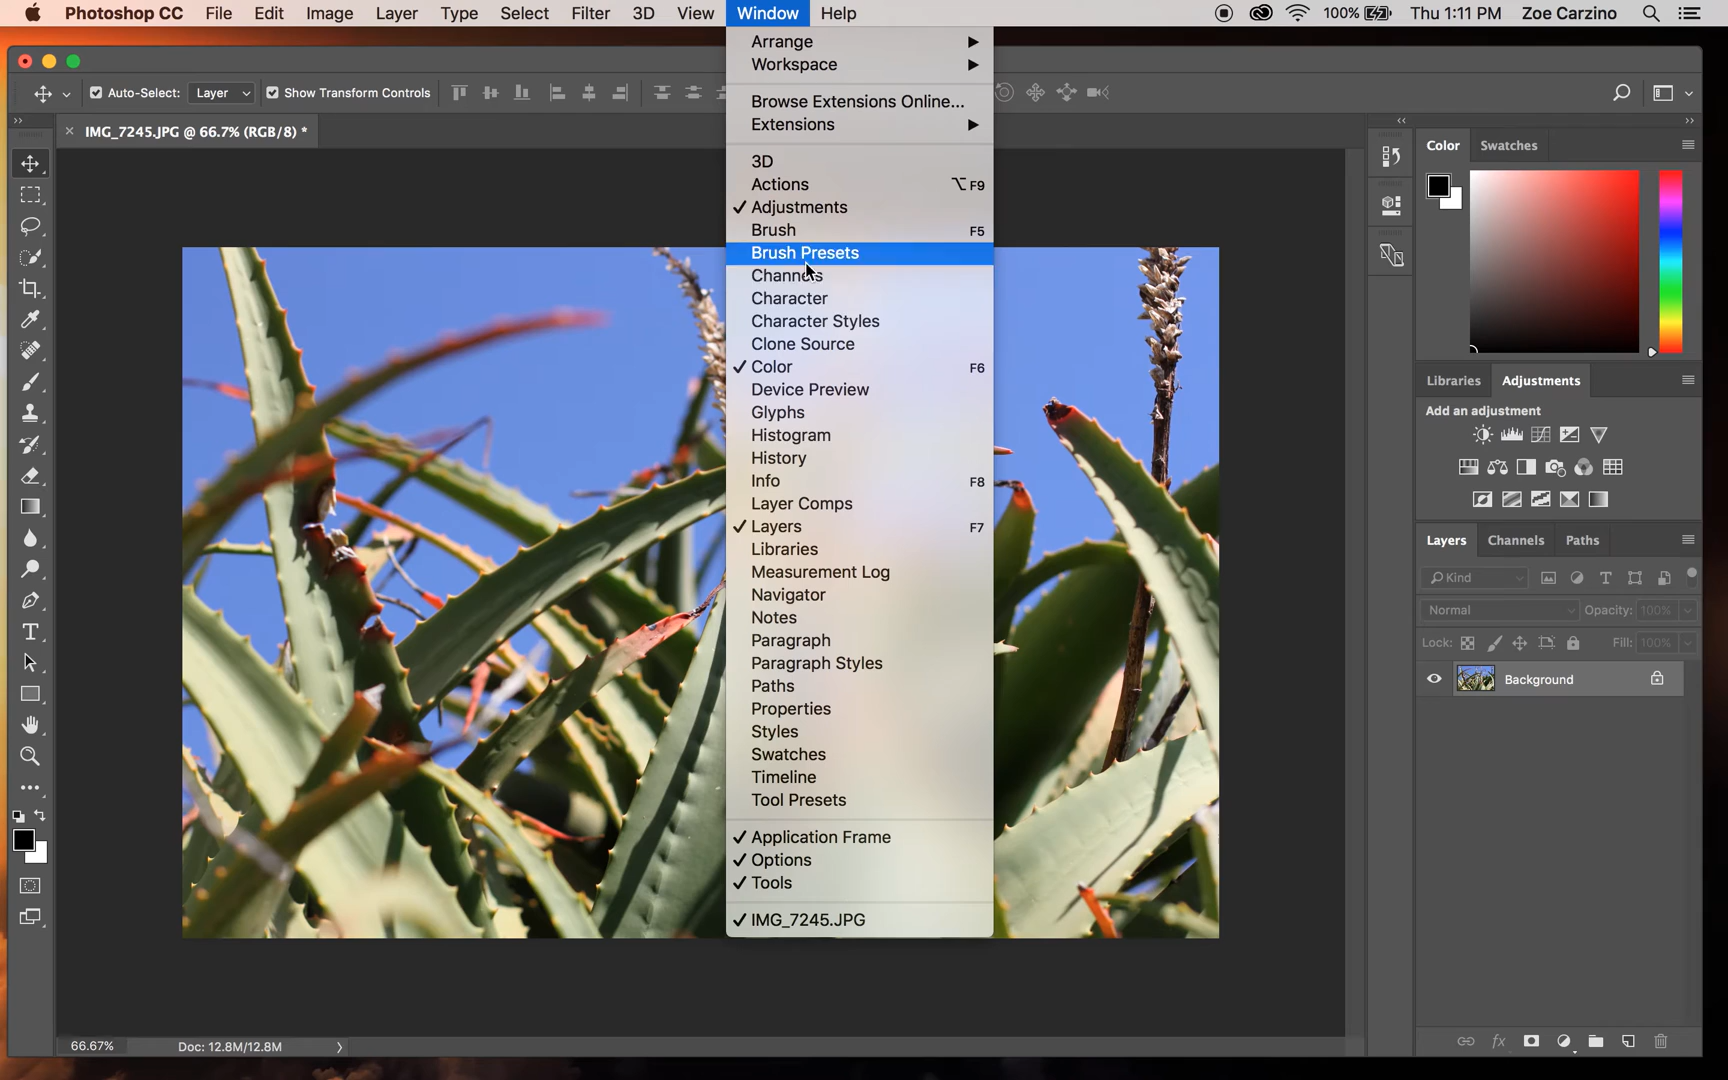 Photoshop CC File Edit Image Layer Type Select Filter 3D View Window Help 100% Thu 1:11 PM Zoe Carzino
Auto-Select: Layer Show Transform Controls
IMG_7245.JPG @ 66.7% (RGB/8) *
Arrange
Workspace
Browse Extensions Online...
Extensions
3D
Actions ⌥F9
Adjustments
Brush F5
Brush Presets
Channels
Character
Character Styles
Clone Source
Color F6
Device Preview
Glyphs
Histogram
History
Info F8
Layer Comps
Layers F7
Libraries
Measurement Log
Navigator
Notes
Paragraph
Paragraph Styles
Paths
Properties
Styles
Swatches
Timeline
Tool Presets
Application Frame
Options
Tools
IMG_7245.JPG
Color Swatches
Libraries Adjustments
Add an adjustment
Layers Channels Paths
Kind
Normal Opacity: 100%
Lock: Fill: 100%
Background
66.67% Doc: 12.8M/12.8M